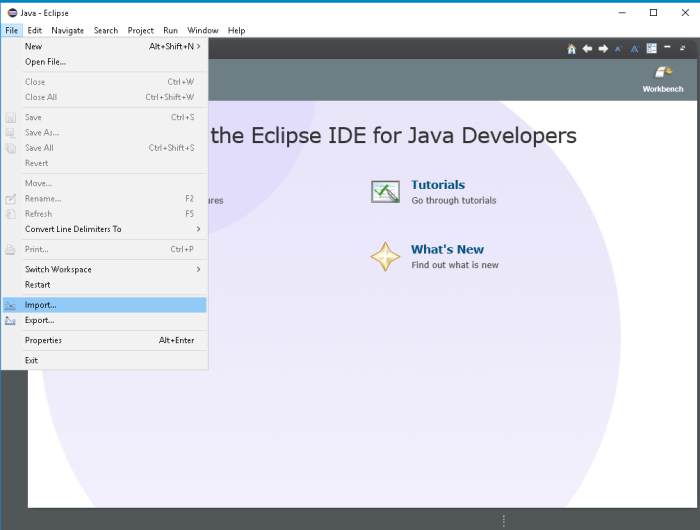 Java - Eclipse
File Edit Navigate Search Project Run Window Help
New Alt+Shift+N >
Open File...
Close Ctrl+W
Close All Ctrl+Shift+W
Save Ctrl+S
Save As...
Save All Ctrl+Shift+S
Revert
Move...
Rename... F2
Refresh F5
Convert Line Delimiters To >
Print... Ctrl+P
Switch Workspace >
Restart
Import...
Export...
Properties Alt+Enter
Exit
Workbench
the Eclipse IDE for Java Developers
ures
Tutorials
Go through tutorials
What's New
Find out what is new